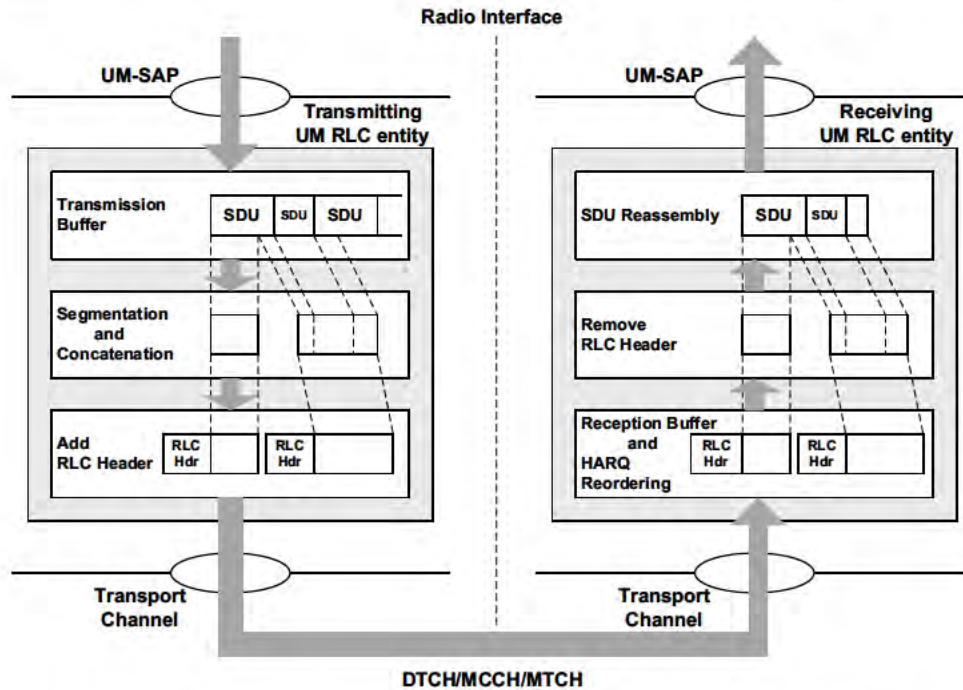 Radio Interface
UM-SAP
Transmitting
UM RLC entity
Transmission
Buffer
SDU
SDU
SDU
Segmentation
and
Concatenation
Add
RLC Header
RLC
Hdr
RLC
Hdr
Transport
Channel
UM-SAP
Receiving
UM RLC entity
SDU Reassembly
SDU
SDU
Remove
RLC Header
Reception Buffer
and
HARQ
Reordering
RLC
Hdr
RLC
Hdr
Transport
Channel
DTCH/MCCH/MTCH